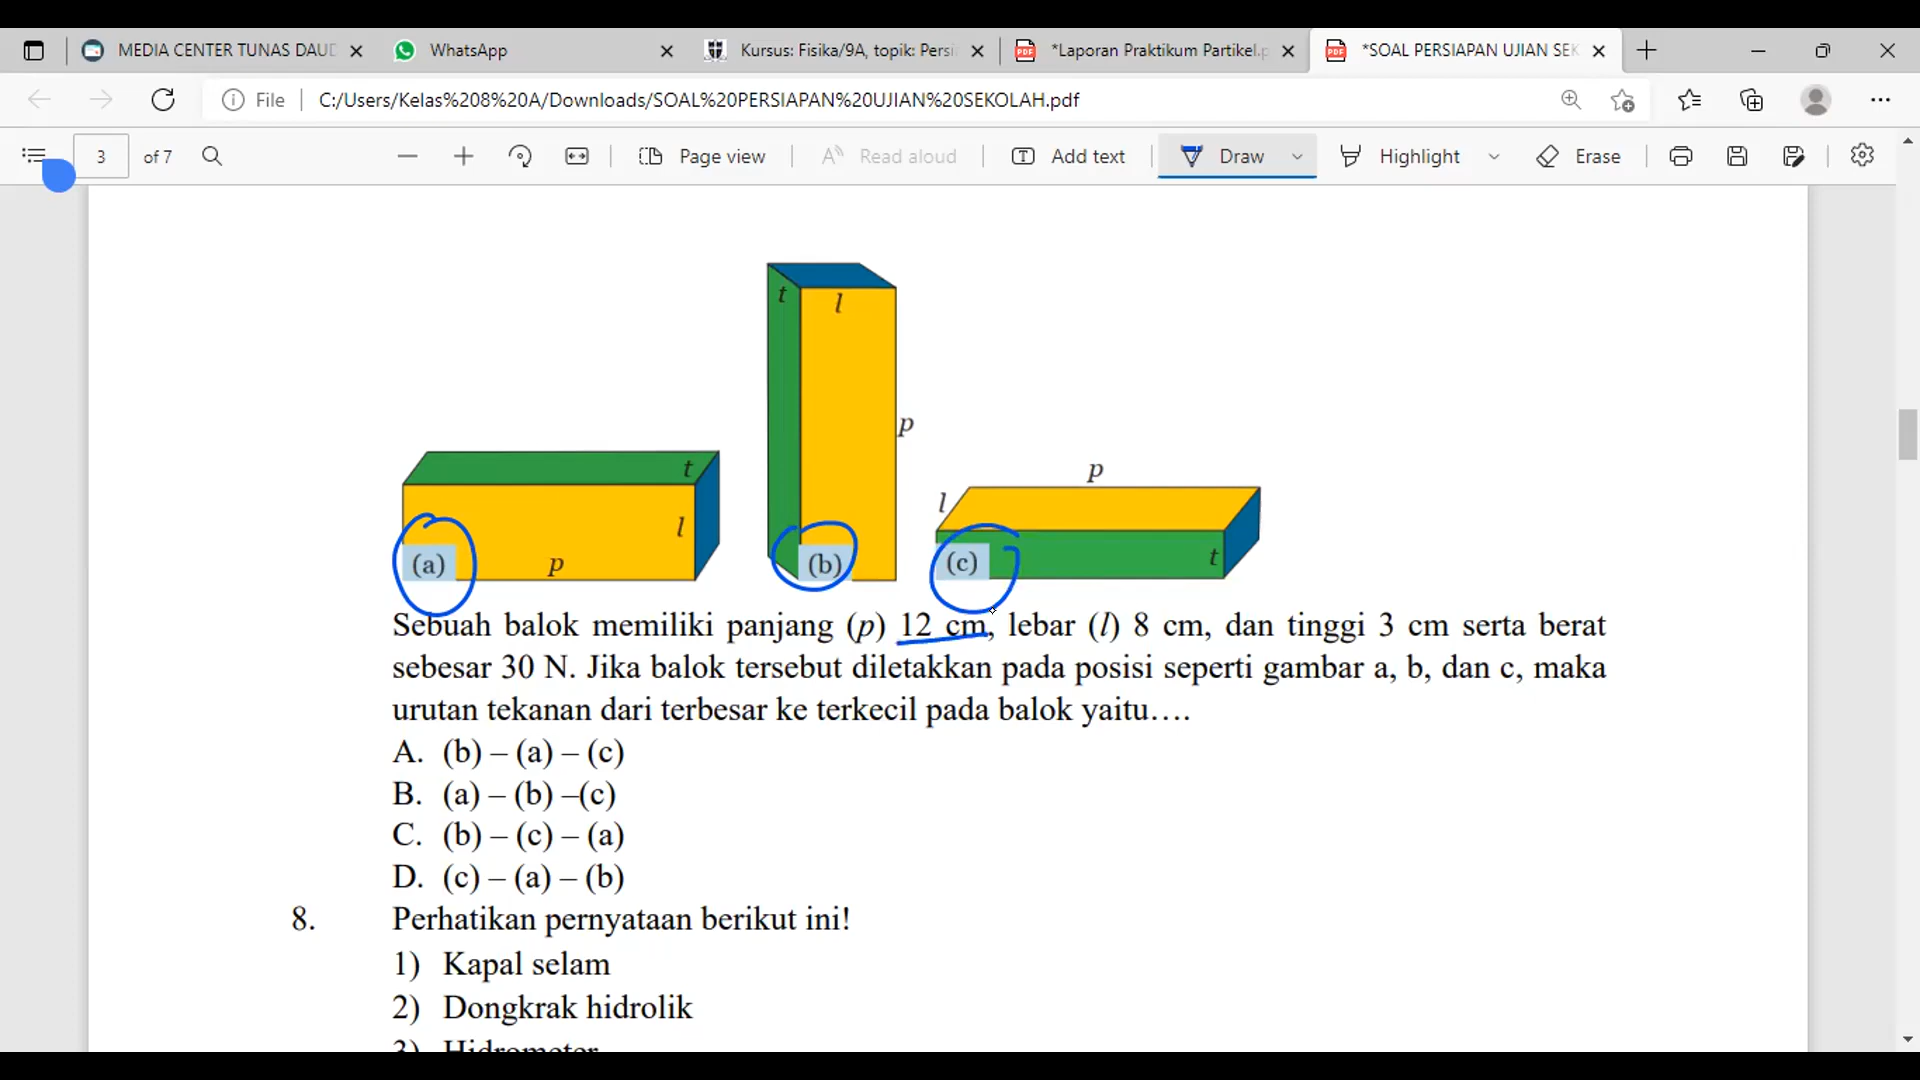 MEDIA CENTER TUNAS DAUD
WhatsApp
Kursus: Fisika/9A, topik: Persi
*Laporan Praktikum Partikel.p
*SOAL PERSIAPAN UJIAN SEK
File
C:/Users/Kelas%208%20A/Downloads/SOAL%20PERSIAPAN%20UJIAN%20SEKOLAH.pdf
3 of 7
Page view
Read aloud
Add text
Draw
Highlight
Erase
t
l
p
t
l
(a)
p
(b)
p
l
(c)
t
Sebuah balok memiliki panjang (p) 12 cm, lebar (l) 8 cm, dan tinggi 3 cm serta berat
sebesar 30 N. Jika balok tersebut diletakkan pada posisi seperti gambar a, b, dan c, maka
urutan tekanan dari terbesar ke terkecil pada balok yaitu….
A. (b) – (a) – (c)
B. (a) – (b) –(c)
C. (b) – (c) – (a)
D. (c) – (a) – (b)
8. Perhatikan pernyataan berikut ini!
1) Kapal selam
2) Dongkrak hidrolik
3) Hidrometer